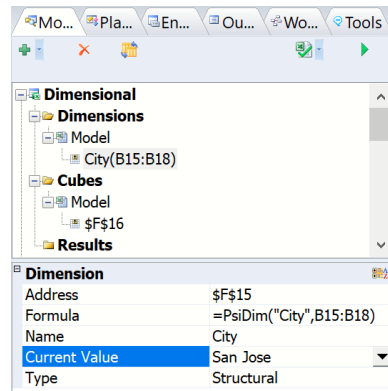 Mo... Pla... En... Ou... Wo... Tools
Dimensional
Dimensions
Model
City(B15:B18)
Cubes
Model
$F$16
Results
Dimension
Address $F$15
Formula =PsiDim("City",B15:B18)
Name City
Current Value San Jose
Type Structural